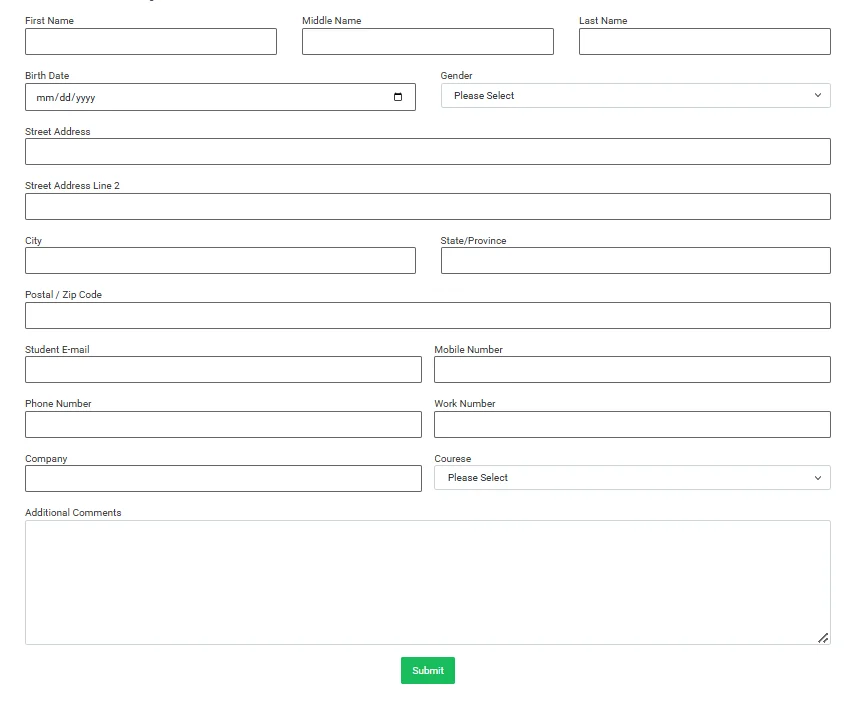 First Name Middle Name Last Name
Birth Date Gender
mm/dd/yyyy Please Select
Street Address
Street Address Line 2
City State/Province
Postal / Zip Code
Student E-mail Mobile Number
Phone Number Work Number
Company Courese
Please Select
Additional Comments
Submit